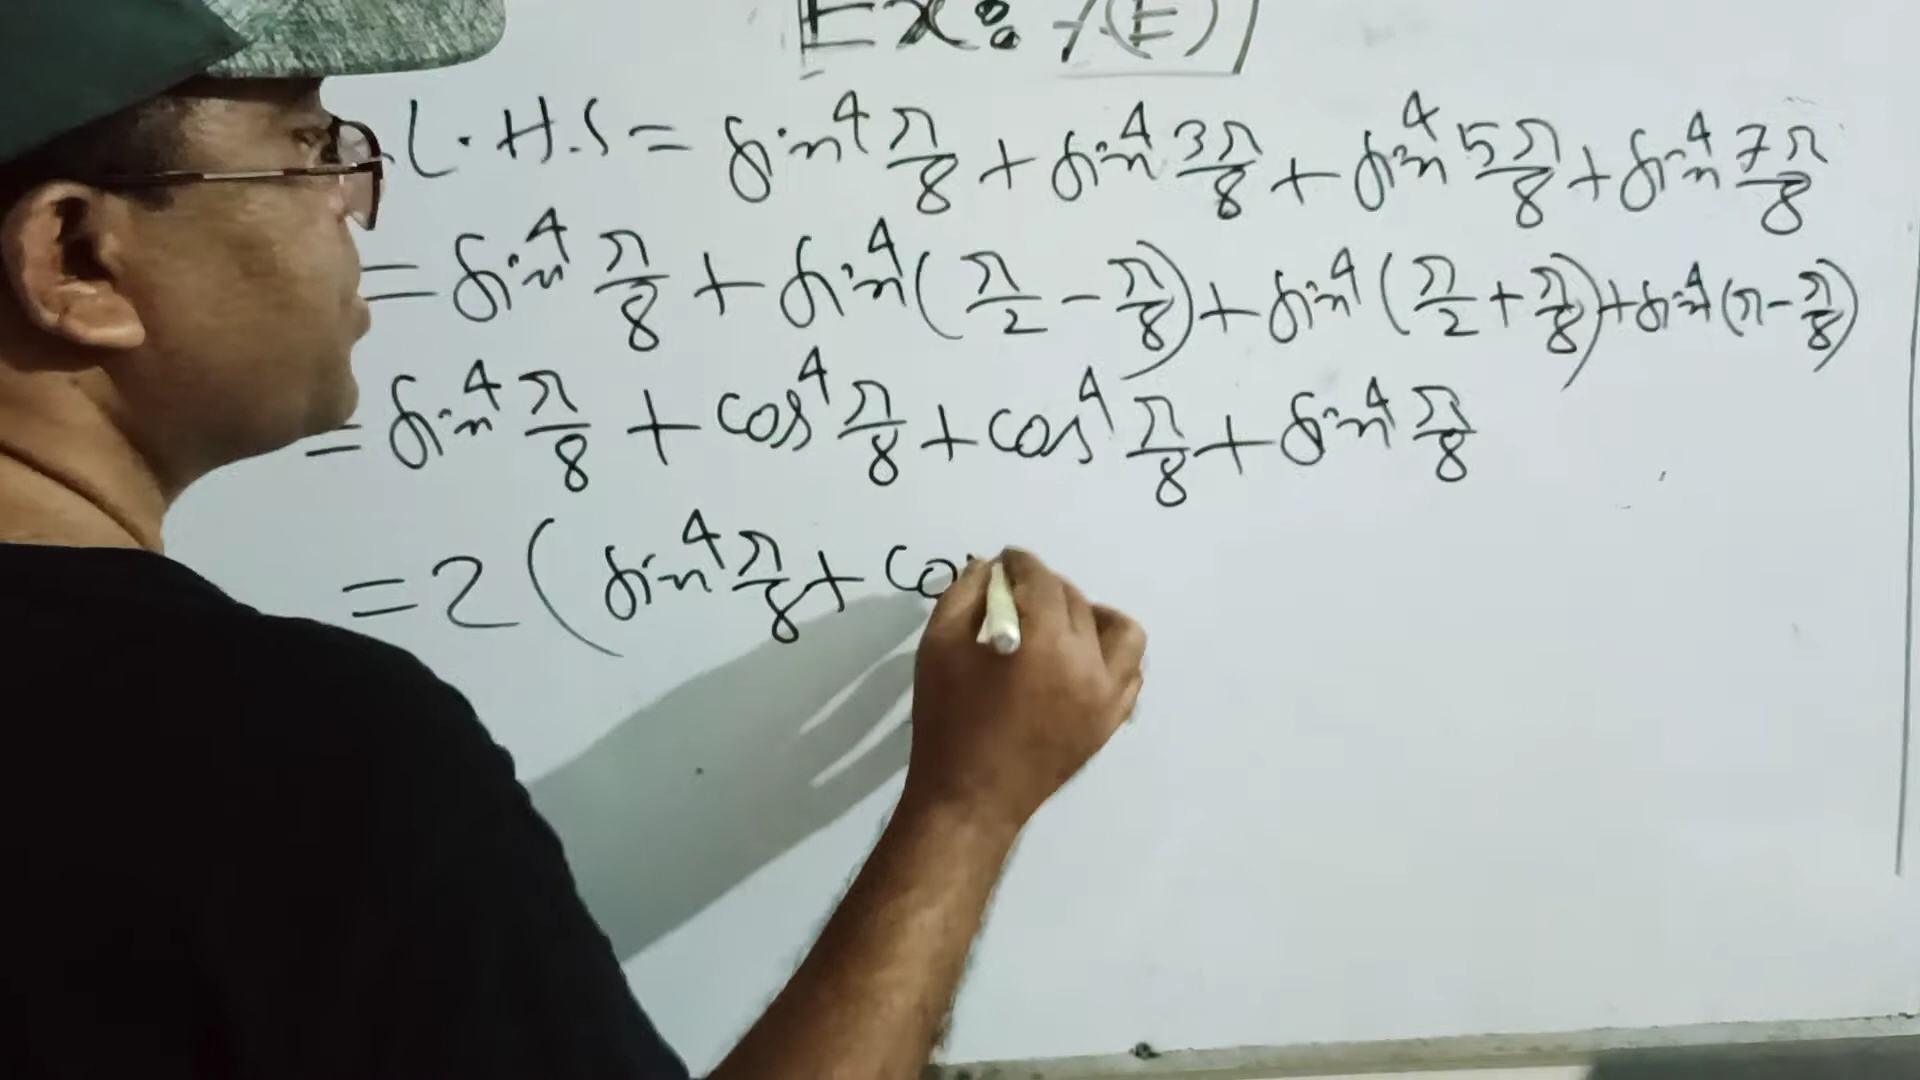 Ex: 7(E)
L.H.S = sin⁴ π/8 + sin⁴ 3π/8 + sin⁴ 5π/8 + sin⁴ 7π/8
= sin⁴ π/8 + sin⁴ (π/2 - π/8) + sin⁴ (π/2 + π/8) + sin⁴ (π - π/8)
= sin⁴ π/8 + cos⁴ π/8 + cos⁴ π/8 + sin⁴ π/8
= 2 ( sin⁴ π/8 + co